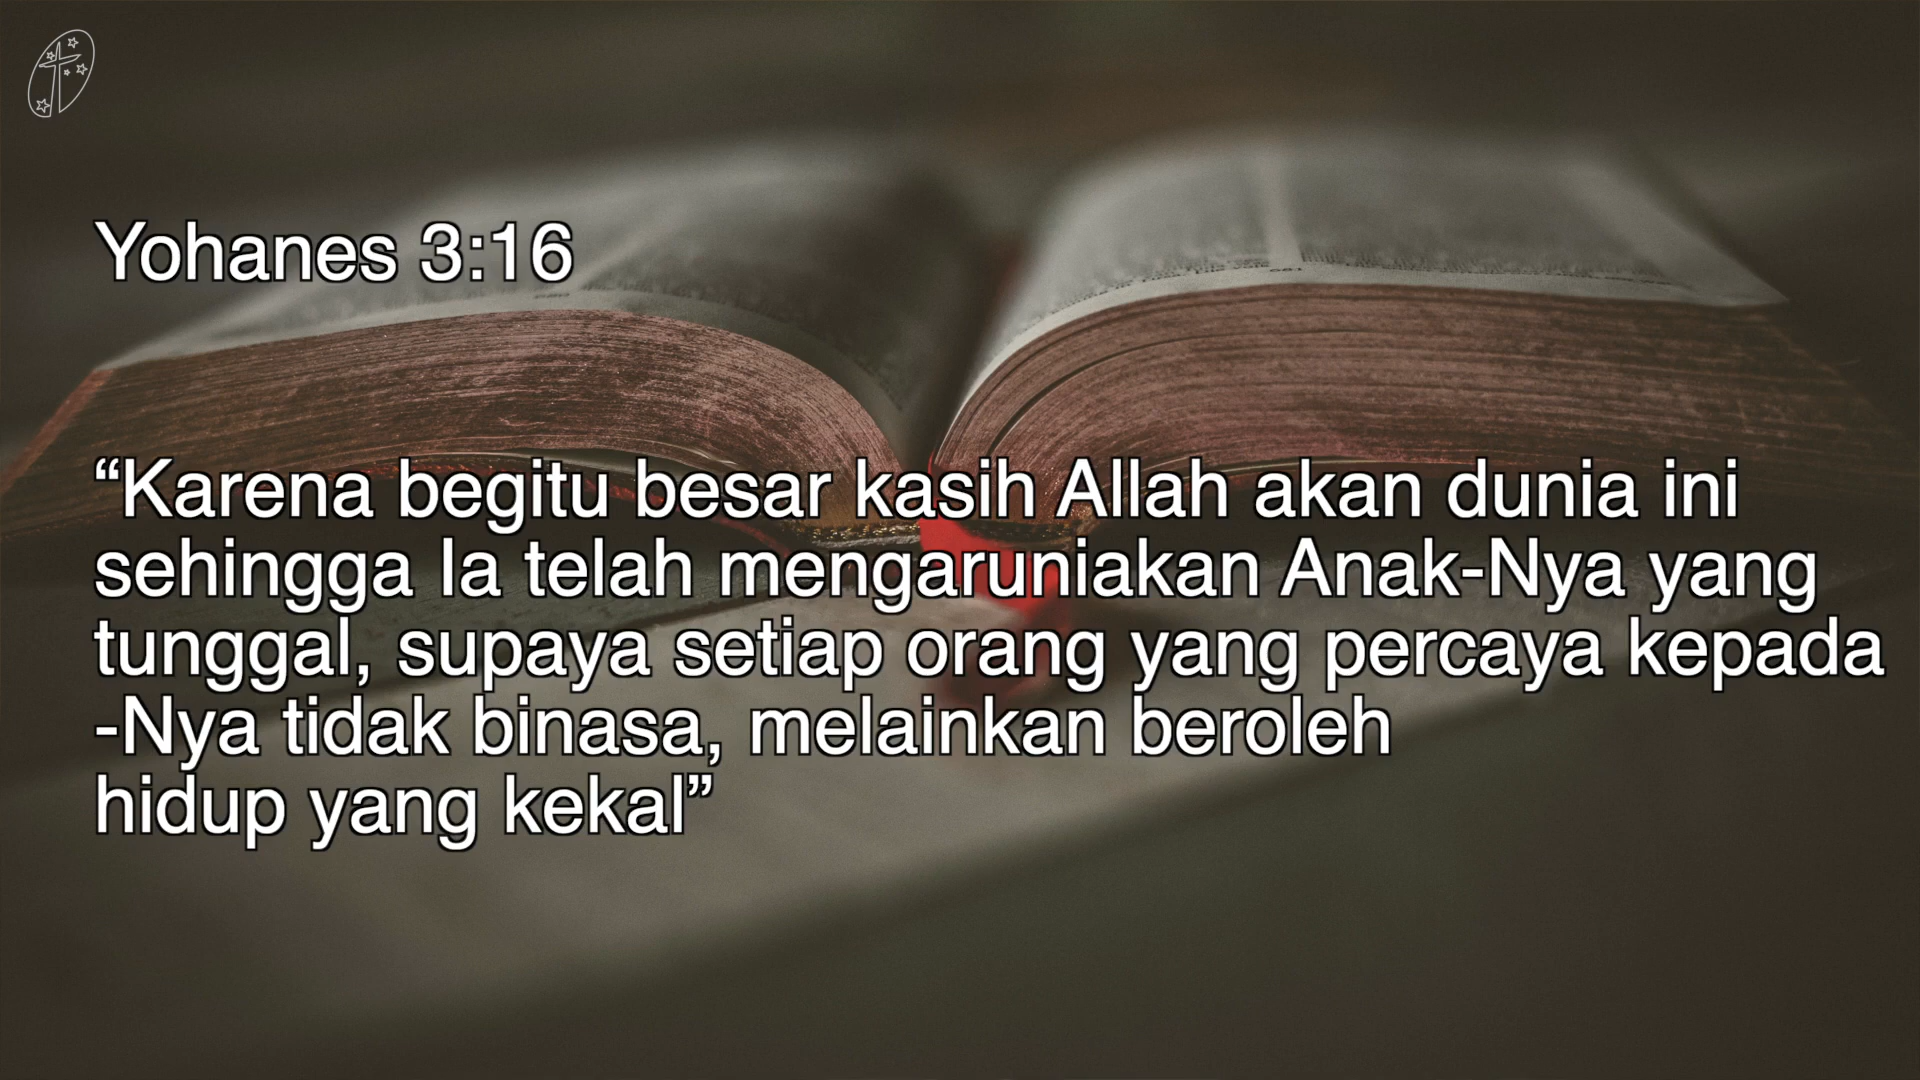 Yohanes 3:16
“Karena begitu besar kasih Allah akan dunia ini
sehingga Ia telah mengaruniakan Anak-Nya yang
tunggal, supaya setiap orang yang percaya kepada
-Nya tidak binasa, melainkan beroleh
hidup yang kekal”